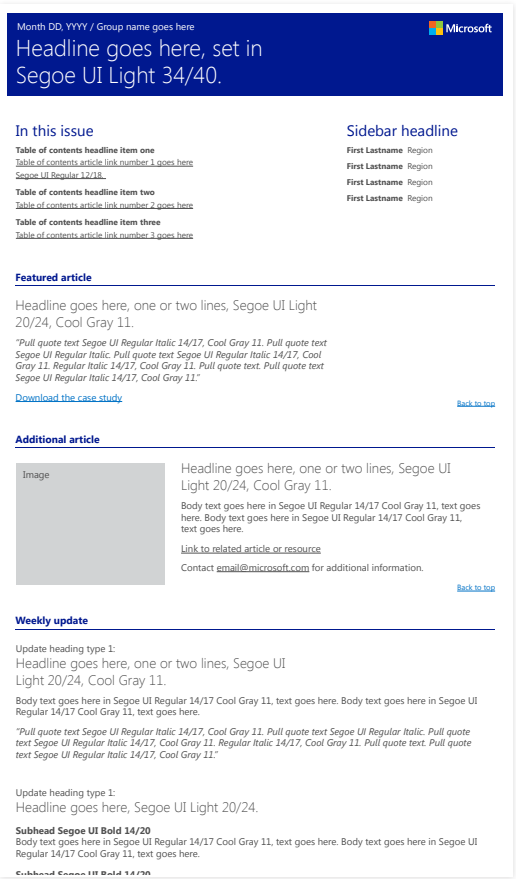 Month DD, YYYY / Group name goes here
Microsoft
Headline goes here, set in
Segoe UI Light 34/40.
In this issue
Table of contents headline item one
Table of contents article link number 1 goes here
Segoe UI Regular 12/18.
Table of contents headline item two
Table of contents article link number 2 goes here
Table of contents headline item three
Table of contents article link number 3 goes here
Sidebar headline
First Lastname Region
First Lastname Region
First Lastname Region
First Lastname Region
Featured article
Headline goes here, one or two lines, Segoe UI Light
20/24, Cool Gray 11.
"Pull quote text Segoe UI Regular Italic 14/17, Cool Gray 11. Pull quote text
Segoe UI Regular Italic. Pull quote text Segoe UI Regular Italic 14/17, Cool
Gray 11. Regular Italic 14/17, Cool Gray 11. Pull quote text. Pull quote text
Segoe UI Regular Italic 14/17, Cool Gray 11."
Download the case study
Back to top
Additional article
Image
Headline goes here, one or two lines, Segoe UI
Light 20/24, Cool Gray 11.
Body text goes here in Segoe UI Regular 14/17 Cool Gray 11, text goes
here. Body text goes here in Segoe UI Regular 14/17 Cool Gray 11,
text goes here.
Link to related article or resource
Contact email@microsoft.com for additional information.
Back to top
Weekly update
Update heading type 1:
Headline goes here, one or two lines, Segoe UI
Light 20/24, Cool Gray 11.
Body text goes here in Segoe UI Regular 14/17 Cool Gray 11, text goes here. Body text goes here in Segoe UI
Regular 14/17 Cool Gray 11, text goes here.
"Pull quote text Segoe UI Regular Italic 14/17, Cool Gray 11. Pull quote text Segoe UI Regular Italic. Pull quote
text Segoe UI Regular Italic 14/17, Cool Gray 11. Regular Italic 14/17, Cool Gray 11. Pull quote text. Pull quote
text Segoe UI Regular Italic 14/17, Cool Gray 11."
Update heading type 1:
Headline goes here, Segoe UI Light 20/24.
Subhead Segoe UI Bold 14/20
Body text goes here in Segoe UI Regular 14/17 Cool Gray 11, text goes here. Body text goes here in Segoe UI
Regular 14/17 Cool Gray 11, text goes here.
Subhead Segoe UI Bold 14/20